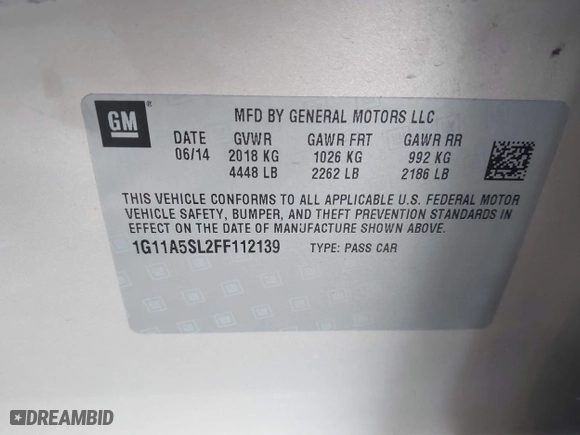 GM
MFD BY GENERAL MOTORS LLC
DATE GVWR GAWR FRT GAWR RR
06/14 2018 KG 1026 KG 992 KG
4448 LB 2262 LB 2186 LB
THIS VEHICLE CONFORMS TO ALL APPLICABLE U.S. FEDERAL MOTOR
VEHICLE SAFETY, BUMPER, AND THEFT PREVENTION STANDARDS IN
EFFECT ON THE DATE OF MANUFACTURE SHOWN ABOVE.
1G11A5SL2FF112139 TYPE: PASS CAR
DREAMBID